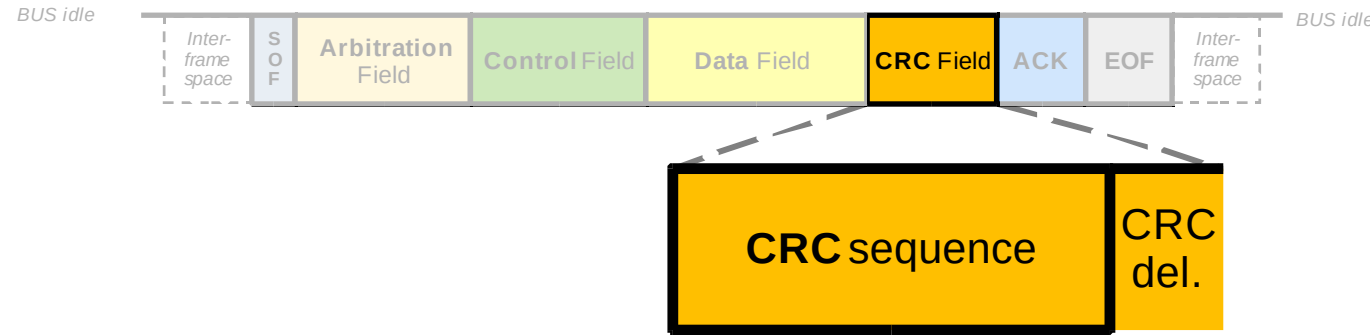 BUS idle
BUS idle
Inter-
frame
space
S
O
F
Arbitration
Field
Control Field
Data Field
CRC Field
ACK
EOF
Inter-
frame
space
CRC sequence
CRC
del.